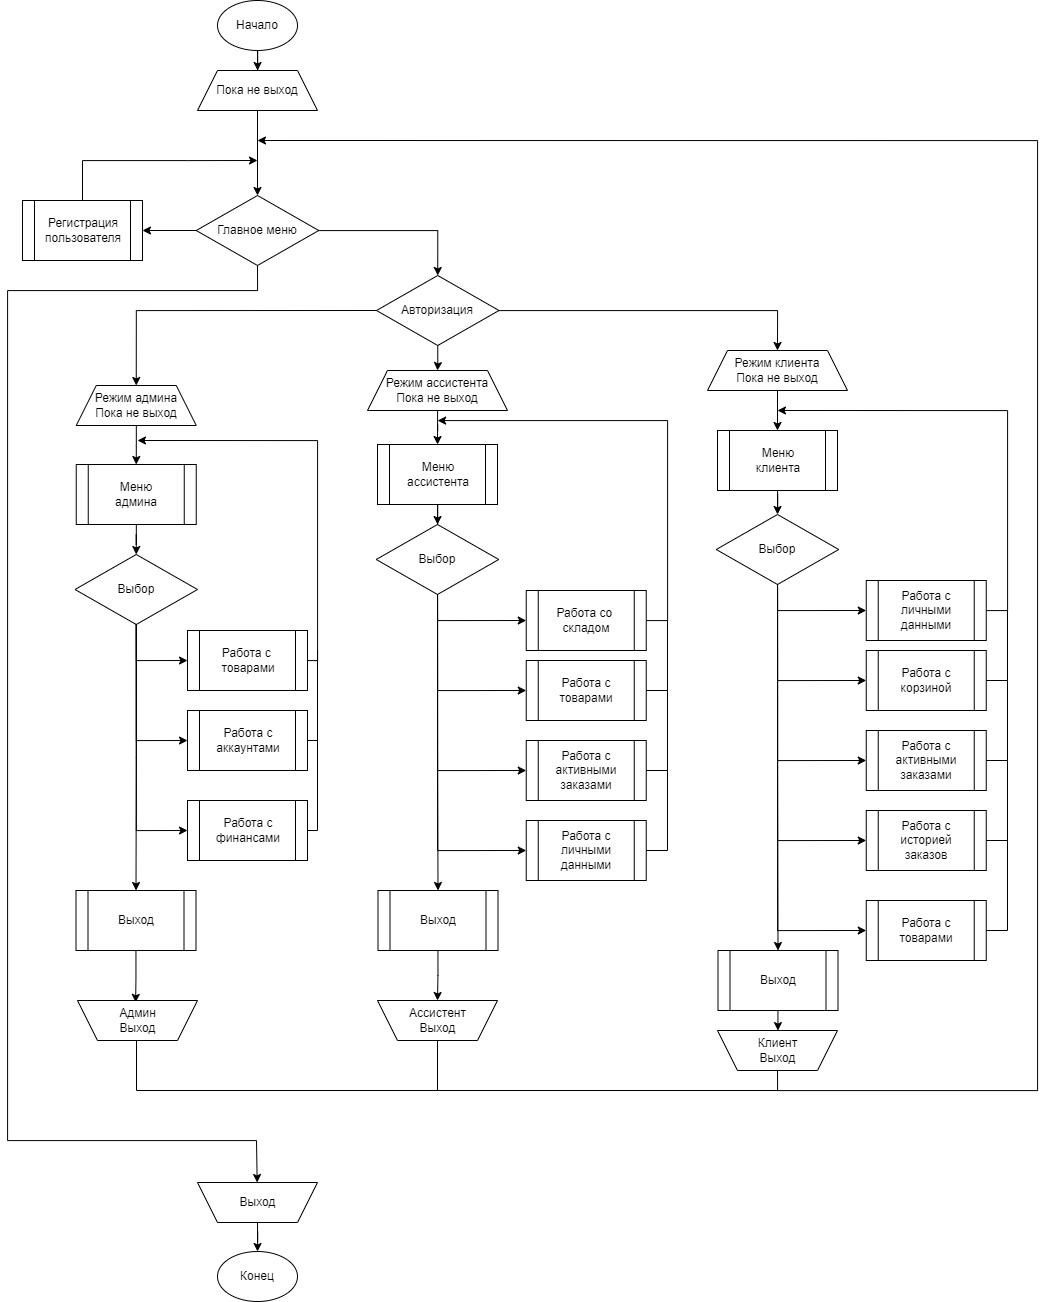 Начало
Пока не выход
Регистрация
пользователя
Главное меню
Авторизация
Режим админа
Пока не выход
Режим ассистента
Пока не выход
Режим клиента
Пока не выход
Меню
админа
Меню
ассистента
Меню
клиента
Выбор
Выбор
Выбор
Работа с
товарами
Работа с
аккаунтами
Работа с
финансами
Работа со
складом
Работа с
товарами
Работа с
активными
заказами
Работа с
личными
данными
Работа с
личными
данными
Работа с
корзиной
Работа с
активными
заказами
Работа с
историей
заказов
Работа с
товарами
Выход
Выход
Выход
Админ
Выход
Ассистент
Выход
Клиент
Выход
Выход
Конец